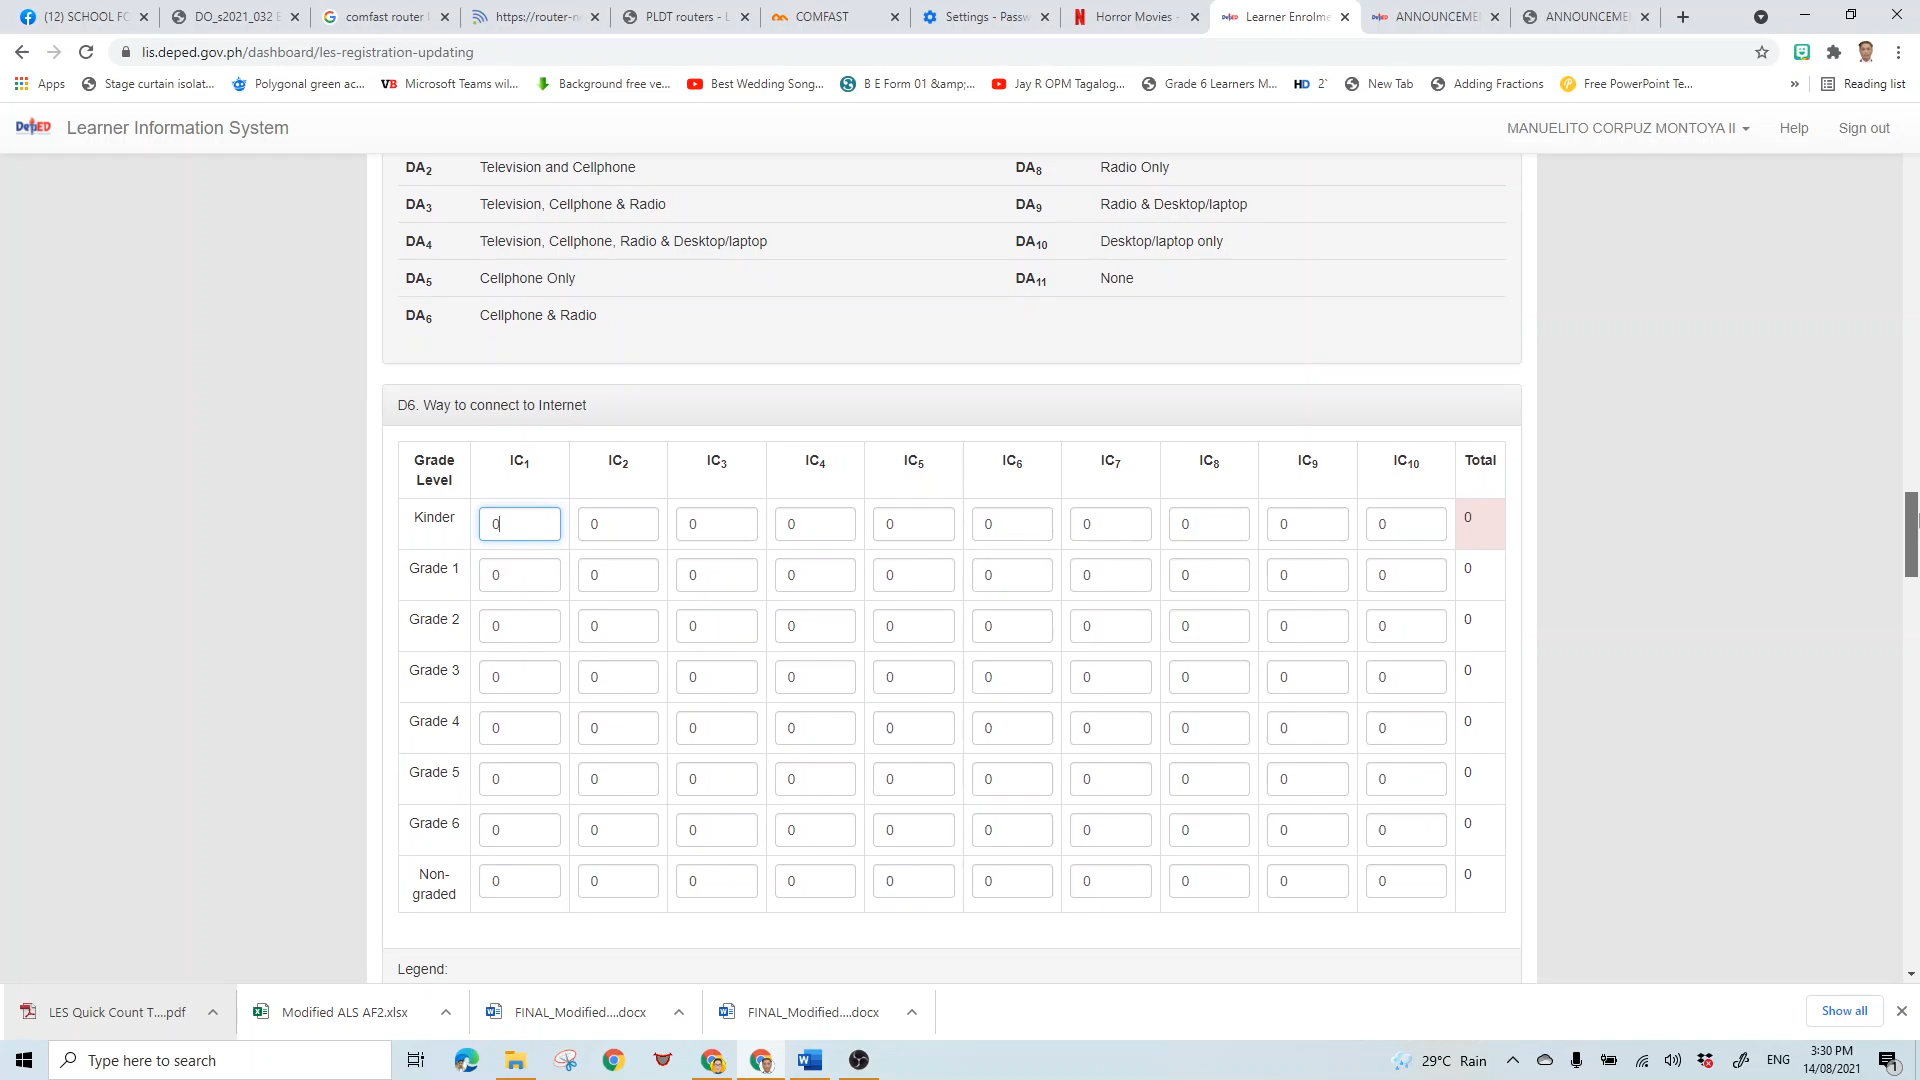 (12) SCHOOL FC
DO_s2021_032 E
comfast router l
https://router-n
PLDT routers - L
COMFAST
Settings - Passw
Horror Movies -
Learner Enrolme
ANNOUNCEME
ANNOUNCEME
lis.deped.gov.ph/dashboard/les-registration-updating
Apps
Stage curtain isolat...
Polygonal green ac...
Microsoft Teams wil...
Background free ve...
Best Wedding Song...
B E Form 01 &amp;...
Jay R OPM Tagalog...
Grade 6 Learners M...
HD 2`
New Tab
Adding Fractions
Free PowerPoint Te...
»
Reading list
DepED Learner Information System
MANUELITO CORPUZ MONTOYA II
Help
Sign out
DA2 Television and Cellphone DA8 Radio Only
DA3 Television, Cellphone & Radio DA9 Radio & Desktop/laptop
DA4 Television, Cellphone, Radio & Desktop/laptop DA10 Desktop/laptop only
DA5 Cellphone Only DA11 None
DA6 Cellphone & Radio
D6. Way to connect to Internet
Grade Level IC1 IC2 IC3 IC4 IC5 IC6 IC7 IC8 IC9 IC10 Total
Kinder 0 0 0 0 0 0 0 0 0 0 0
Grade 1 0 0 0 0 0 0 0 0 0 0 0
Grade 2 0 0 0 0 0 0 0 0 0 0 0
Grade 3 0 0 0 0 0 0 0 0 0 0 0
Grade 4 0 0 0 0 0 0 0 0 0 0 0
Grade 5 0 0 0 0 0 0 0 0 0 0 0
Grade 6 0 0 0 0 0 0 0 0 0 0 0
Non-graded 0 0 0 0 0 0 0 0 0 0 0
Legend:
LES Quick Count T....pdf
Modified ALS AF2.xlsx
FINAL_Modified....docx
FINAL_Modified....docx
Show all
Type here to search
29°C Rain
ENG
3:30 PM
14/08/2021
1